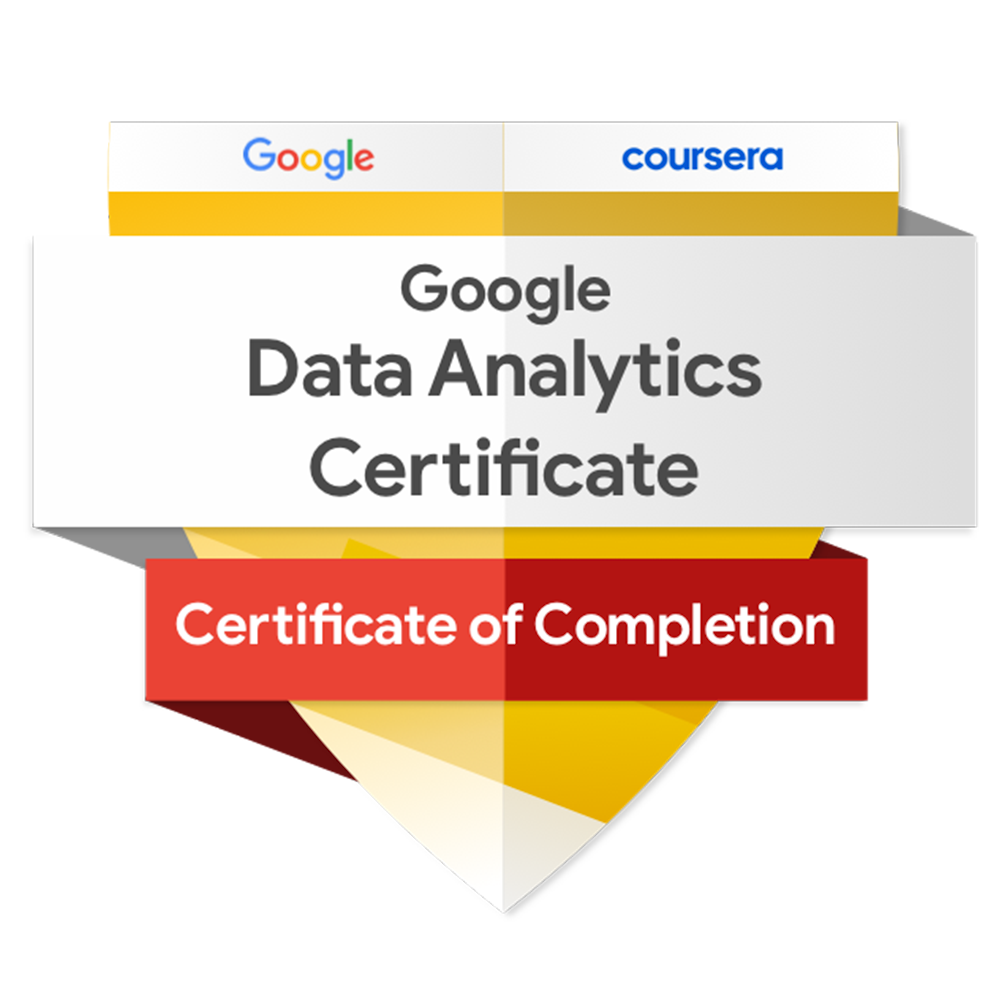 Google coursera
Google
Data Analytics
Certificate
Certificate of Completion